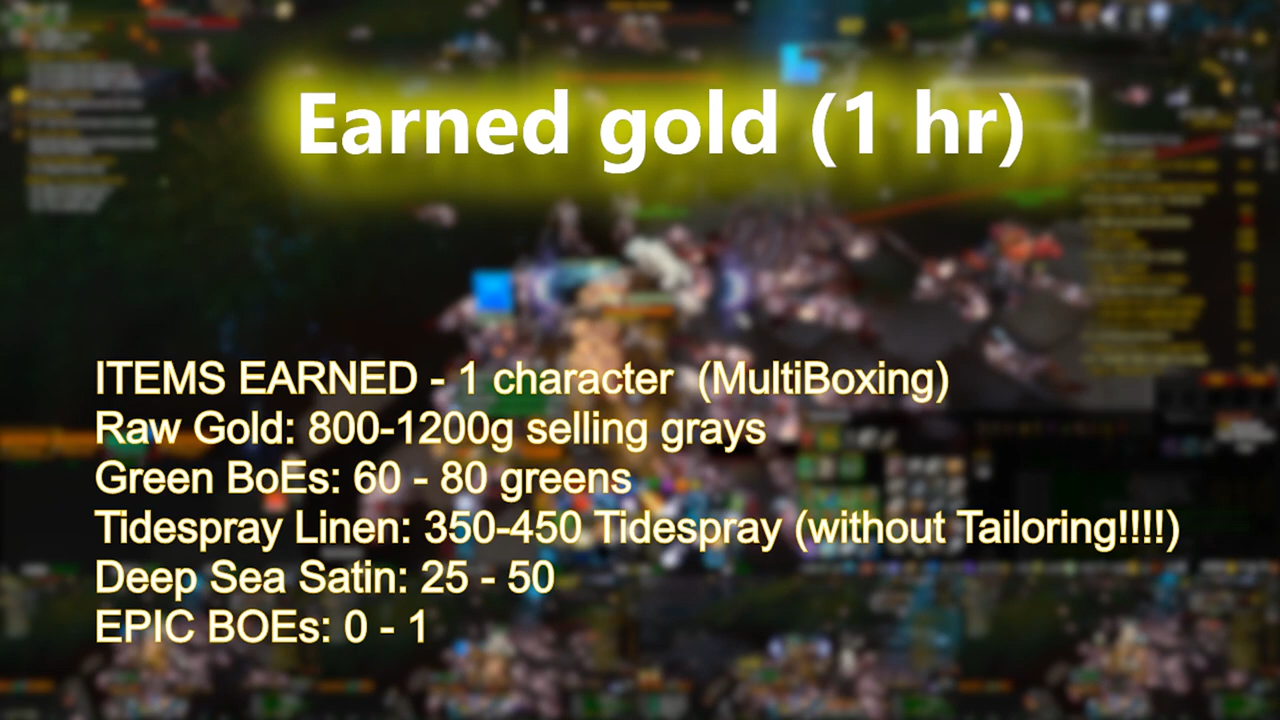 Earned gold (1 hr)
ITEMS EARNED - 1 character (MultiBoxing)
Raw Gold: 800-1200g selling grays
Green BoEs: 60 - 80 greens
Tidespray Linen: 350-450 Tidespray (without Tailoring!!!!)
Deep Sea Satin: 25 - 50
EPIC BOEs: 0 - 1